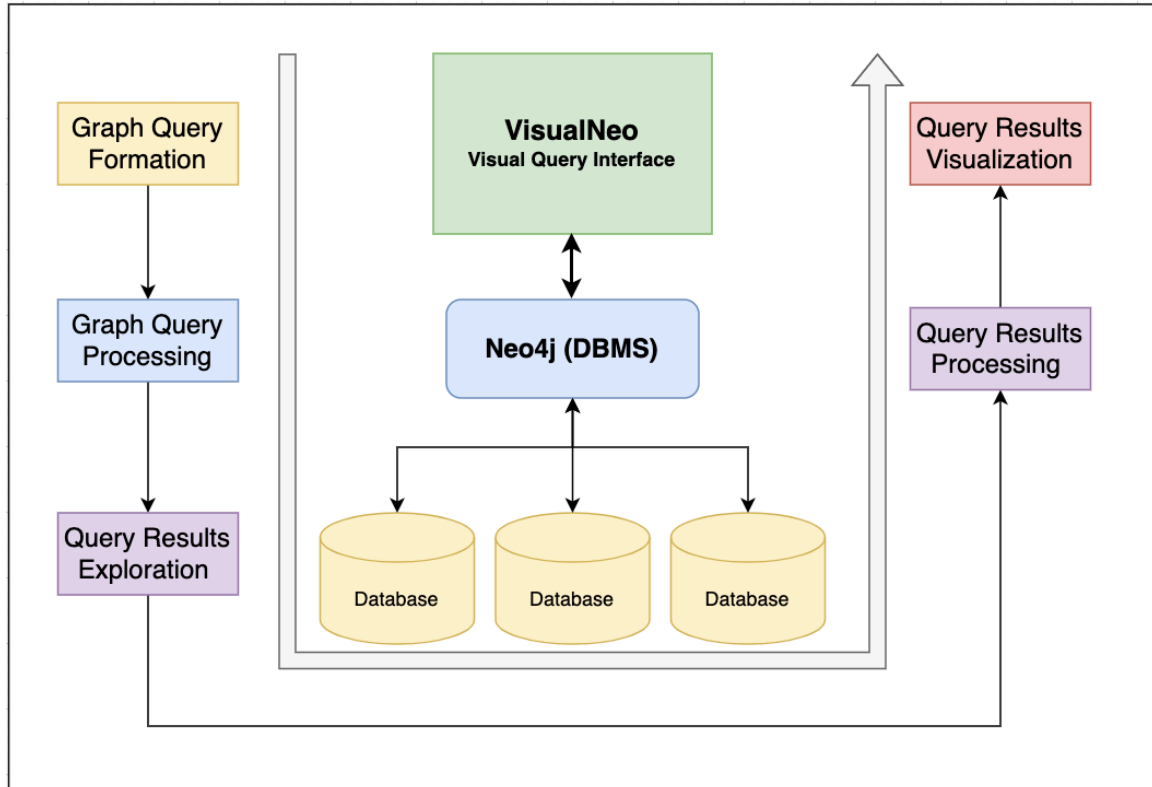 Graph Query
Formation
VisualNeo
Visual Query Interface
Query Results
Visualization
Graph Query
Processing
Neo4j (DBMS)
Query Results
Processing
Query Results
Exploration
Database
Database
Database